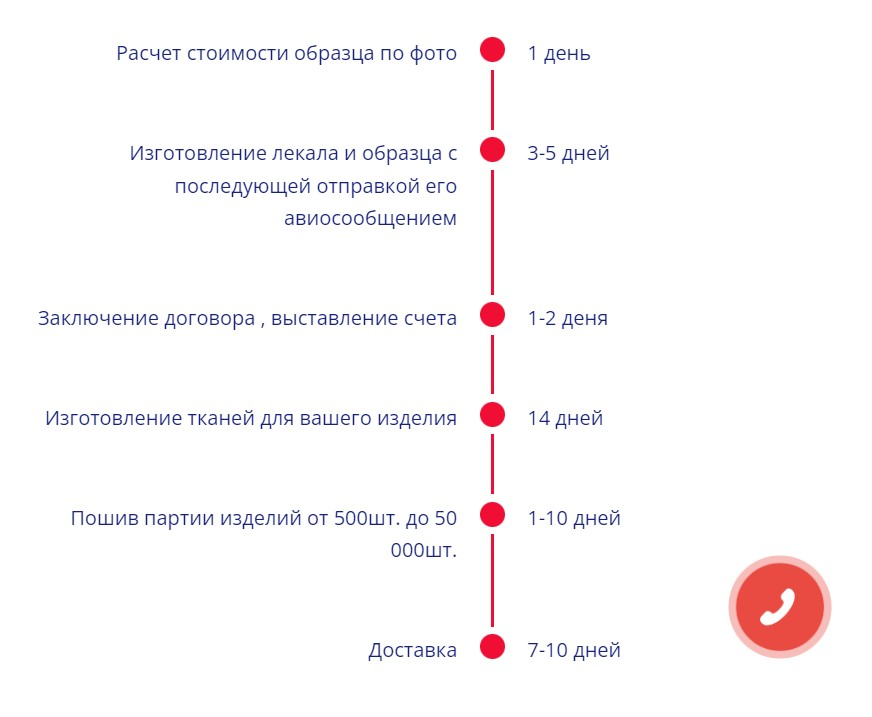 Расчет стоимости образца по фото
1 день
Изготовление лекала и образца с
последующей отправкой его
авиосообщением
3-5 дней
Заключение договора , выставление счета
1-2 деня
Изготовление тканей для вашего изделия
14 дней
Пошив партии изделий от 500шт. до 50
000шт.
1-10 дней
Доставка
7-10 дней